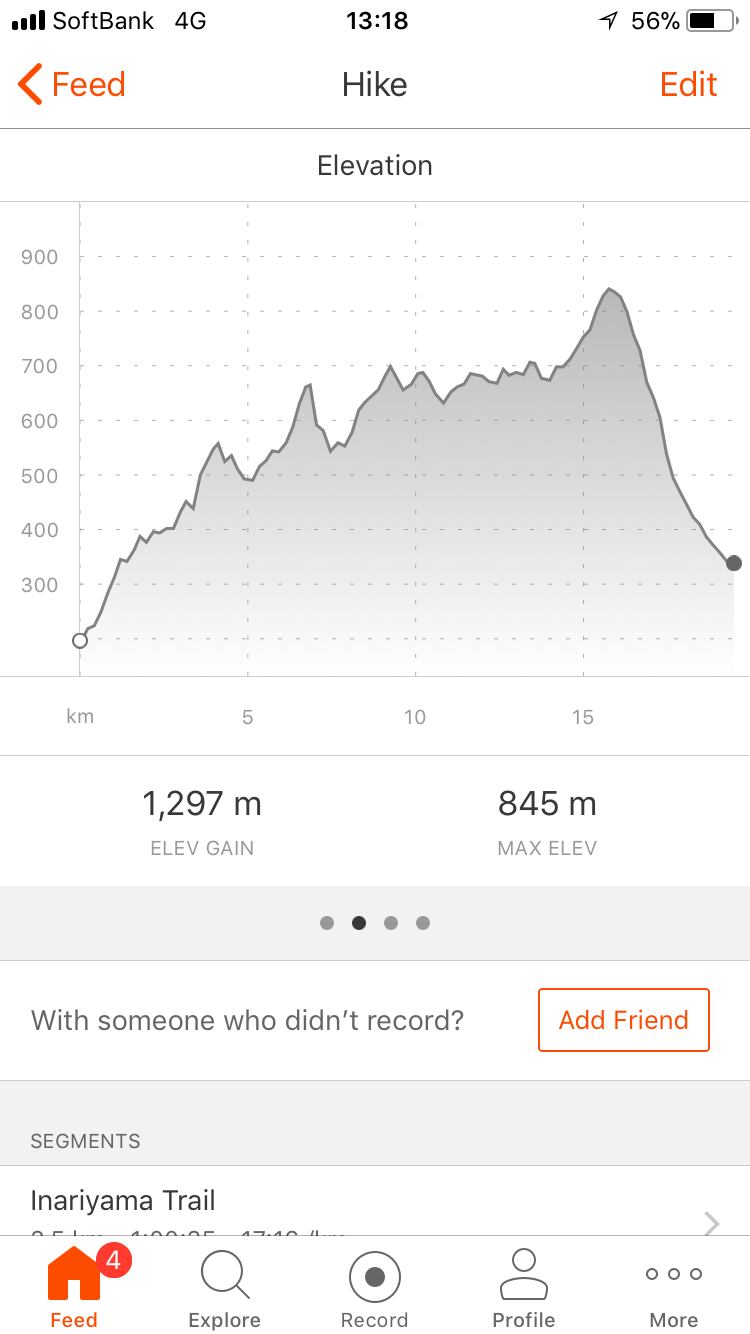 SoftBank 4G 13:18 56%
Feed Hike Edit
Elevation
900
800
700
600
500
400
300
km 5 10 15
1,297 m 845 m
ELEV GAIN MAX ELEV
With someone who didn't record? Add Friend
SEGMENTS
Inariyama Trail
4
Feed Explore Record Profile More